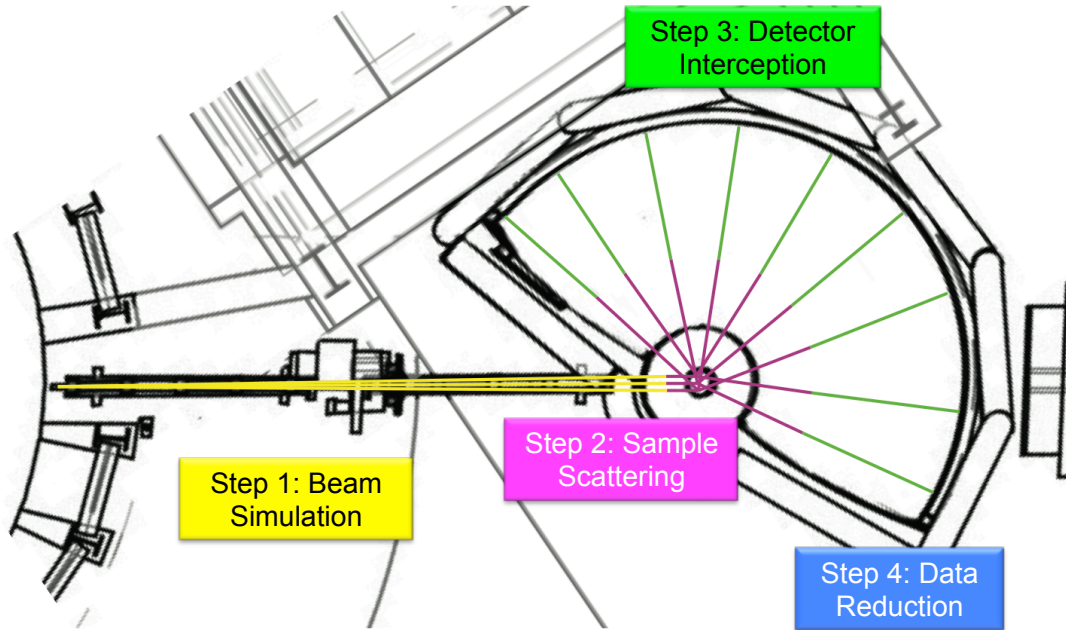 Step 3: Detector
Interception
Step 2: Sample
Scattering
Step 1: Beam
Simulation
Step 4: Data
Reduction